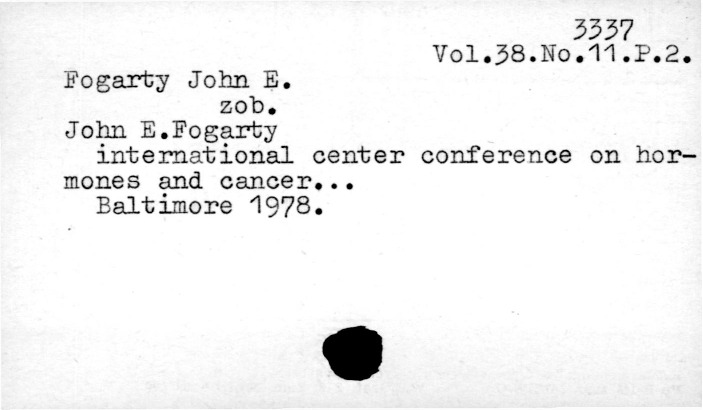 3337
Vol.38.No.11.P.2.
Fogarty John E.
zob.
John E.Fogarty
international center conference on hor-
mones and cancer...
Baltimore 1978.